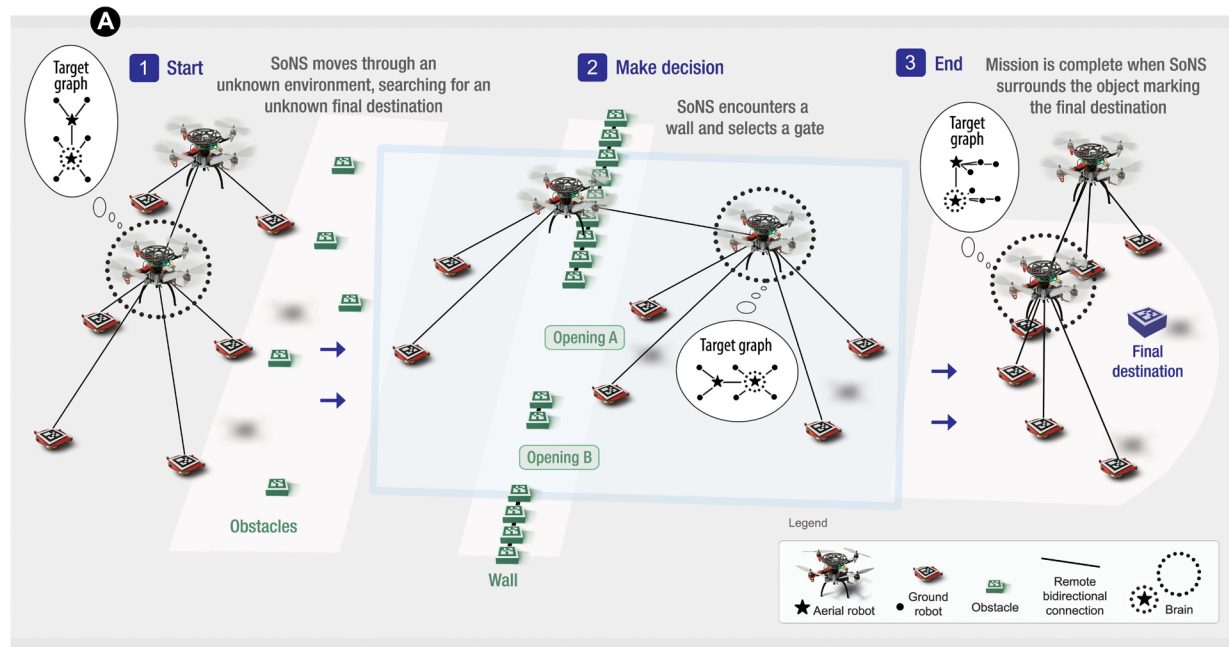 A
1 Start
SoNS moves through an
unknown environment, searching for an
unknown final destination
Target
graph
2 Make decision
SoNS encounters a
wall and selects a gate
3 End
Mission is complete when SoNS
surrounds the object marking
the final destination
Target
graph
Opening A
Target graph
Opening B
Final
destination
Obstacles
Wall
Legend
Aerial robot
Ground
robot
Obstacle
Remote
bidirectional
connection
Brain